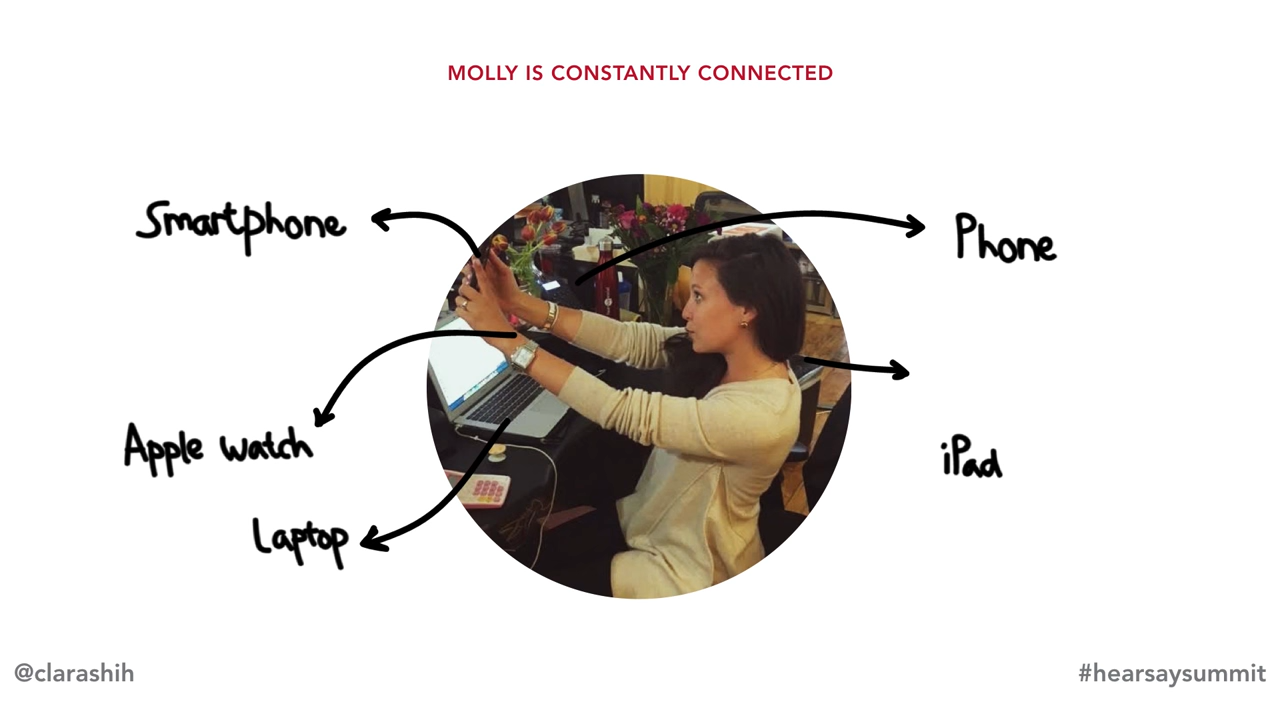 MOLLY IS CONSTANTLY CONNECTED
Smartphone
Phone
Apple watch
iPad
Laptop
@clarashih
#hearsaysummit